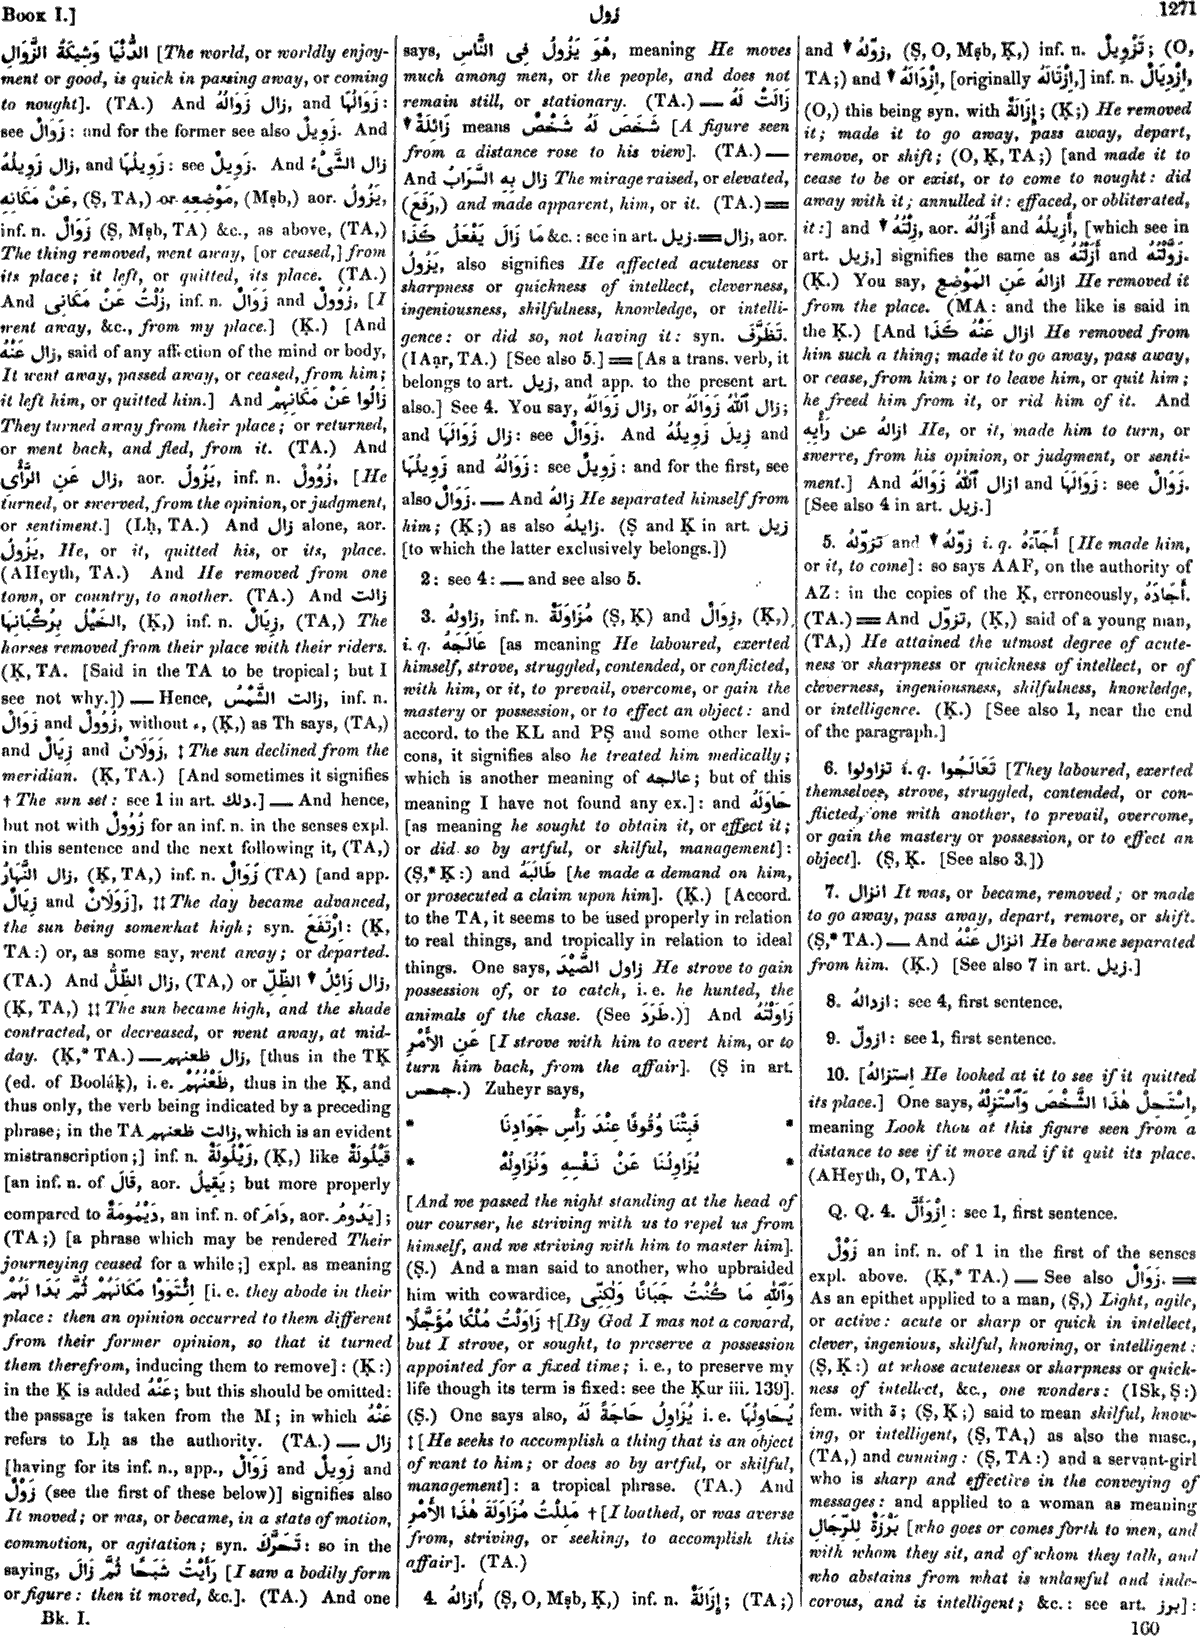 Book I.]
زول
1271
الدُّنْيَا وَشِيكَةُ الزَّوَالِ [The world, or worldly enjoy-
ment or good, is quick in passing away, or coming
to nought]. (TA.) And زال زَوَالُهُ, and زَوَالُهَا:
see زَوَالٌ: and for the former see also زَوِيلٌ. And
زال زَوِيلُهُ, and زَوِيلُهَا: see زَوِيلٌ. And زال الشَّىْءُ
عَنْ مَكَانِهِ, (Ṣ, TA,) or مَوْضِعِهِ, (Mṣb,) aor. يَزُولُ,
inf. n. زَوَالٌ (Ṣ, Mṣb, TA) &c., as above, (TA,)
The thing removed, went away, [or ceased,] from
its place; it left, or quitted, its place. (TA.)
And زُلْتُ عَنْ مَكَانِى, inf. n. زَوَالٌ and زُؤُولٌ, [I
went away, &c., from my place.] (Ḳ.) [And
زال عَنْهُ, said of any affection of the mind or body,
It went away, passed away, or ceased, from him;
it left him, or quitted him.] And زَالُوا عَنْ مَكَانِهِمْ
They turned away from their place; or returned,
or went back, and fled, from it. (TA.) And
زال عَنِ الرَّأْىِ, aor. يَزُولُ, inf. n. زُؤُولٌ, [He
turned, or swerved, from the opinion, or judgment,
or sentiment.] (Lḥ, TA.) And زال alone, aor.
يَزُولُ, He, or it, quitted his, or its, place.
(AHeyth, TA.) And He removed from one
town, or country, to another. (TA.) And زالت
الخَيْلُ بِرُكْبَانِهَا, (Ḳ,) inf. n. زِيَالٌ, (TA,) The
horses removed from their place with their riders.
(Ḳ, TA. [Said in the TA to be tropical; but I
see not why.]) — Hence, زالت الشَّمْسُ, inf. n.
زَوَالٌ and زُوُولٌ, without ء, (Ḳ,) as Th says, (TA,)
and زِيَالٌ and زَوَلَانٌ, ‡ The sun declined from the
meridian. (Ḳ, TA.) [And sometimes it signifies
† The sun set: see 1 in art. دلك.] — And hence,
but not with زُؤُولٌ for an inf. n. in the senses expl.
in this sentence and the next following it, (TA,)
زال النَّهَارُ, (Ḳ, TA,) inf. n. زَوَالٌ (TA) [and app.
زِيَالٌ and زَوَلَانٌ], ‡‡ The day became advanced,
the sun being somewhat high; syn. اِرْتَفَعَ: (Ḳ,
TA:) or, as some say, went away; or departed.
(TA.) And زال الظِّلُّ, (TA,) or زال زَائِلُ ▼ الظِّلِّ,
(Ḳ, TA,) ‡‡ The sun became high, and the shade
contracted, or decreased, or went away, at mid-
day. (Ḳ,* TA.) — زال ظعنهم, [thus in the TḲ
(ed. of Booláḳ), i. e. ظَعْنُهُمْ, thus in the Ḳ, and
thus only, the verb being indicated by a preceding
phrase; in the TA زالت ظعنهم, which is an evident
mistranscription;] inf. n. زَيْلُولَةٌ, (Ḳ,) like قَيْلُولَةٌ
[an inf. n. of قَالَ, aor. يَقِيلُ; but more properly
compared to دَيْمُومَةٌ, an inf. n. of دَامَ, aor. يَدُومُ];
(TA;) [a phrase which may be rendered Their
journeying ceased for a while;] expl. as meaning
اِئْتَوَوْا مَكَانَهُمْ ثُمَّ بَدَا لَهُمْ [i. e. they abode in their
place: then an opinion occurred to them different
from their former opinion, so that it turned
them therefrom, inducing them to remove]: (Ḳ:)
in the Ḳ is added عَنْهُ; but this should be omitted:
the passage is taken from the M; in which عَنْهُ
refers to Lḥ as the authority. (TA.) — زال
[having for its inf. n., app., زَوَالٌ and زَوِيلٌ and
زَوْلٌ (see the first of these below)] signifies also
It moved; or was, or became, in a state of motion,
commotion, or agitation; syn. تَحَرَّكَ: so in the
saying, رَأَيْتُ شَبَحًا ثُمَّ زَالَ [I saw a bodily form
or figure: then it moved, &c.]. (TA.) And one
Bk. I.
says, هُوَ يَزُولُ فِى النَّاسِ, meaning He moves
much among men, or the people, and does not
remain still, or stationary. (TA.) — زَالَتْ لَهُ
زَائِلَةٌ ▼ means شَخَصَ لَهُ شَخْصٌ [A figure seen
from a distance rose to his view]. (TA.) —
And زال بِهِ السَّرَابُ The mirage raised, or elevated,
(رَفَعَ,) and made apparent, him, or it. (TA.) ==
مَا زَالَ يَفْعَلُ كَذَا &c.: see in art. زيل. == زال, aor.
يَزُولُ, also signifies He affected acuteness or
sharpness or quickness of intellect, cleverness,
ingeniousness, shilfulness, knowledge, or intelli-
gence: or did so, not having it: syn. تَظَرَّفَ.
(IAạr, TA.) [See also 5.] == [As a trans. verb, it
belongs to art. زيل, and app. to the present art.
also.] See 4. You say, زال زَوَالَهُ, or زال ٱللّٰهُ زَوَالَهُ;
and زال زَوَالَهَا: see زَوَالٌ. And زِيلَ زَوِيلُهُ and
زَوِيلُهَا and زَوَالُهُ: see زَوِيلٌ: and for the first, see
also زَوَالٌ. — And زالهُ He separated himself from
him; (Ḳ;) as also زايلهُ. (Ṣ and Ḳ in art. زيل
[to which the latter exclusively belongs.])
2: see 4: — and see also 5.
3. زاولهُ, inf. n. مُزَاوَلَةٌ (Ṣ, Ḳ) and زِوَالٌ, (Ḳ,)
i. q. عَالَجَهُ [as meaning He laboured, exerted
himself, strove, struggled, contended, or conflicted,
with him, or it, to prevail, overcome, or gain the
mastery or possession, or to effect an object: and
accord. to the KL and PṢ and some other lexi-
cons, it signifies also he treated him medically;
which is another meaning of عالجه; but of this
meaning I have not found any ex.]: and حَاوَلَهُ
[as meaning he sought to obtain it, or effect it;
or did so by artful, or skilful, management]:
(Ṣ,* Ḳ:) and طَالَبَهُ [he made a demand on him,
or prosecuted a claim upon him]. (Ḳ.) [Accord.
to the TA, it seems to be used properly in relation
to real things, and tropically in relation to ideal
things. One says, زاول الصَّيْدَ He strove to gain
possession of, or to catch, i. e. he hunted, the
animals of the chase. (See طَرَدَ.)] And زَاوَلْتُهُ
عَنِ الأَمْرِ [I strove with him to avert him, or to
turn him back, from the affair]. (Ṣ in art.
جحس.) Zuheyr says,
* فَبِتْنَا وُقُوفًا عِنْدَ رَأْسِ جَوَادِنَا *
* يُزَاوِلُنَا عَنْ نَفْسِهِ وَنُزَاوِلُهْ *
[And we passed the night standing at the head of
our courser, he striving with us to repel us from
himself, and we striving with him to master him].
(Ṣ.) And a man said to another, who upbraided
him with cowardice, وَٱللّٰهِ مَا كُنْتُ جَبَانًا وَلٰكِنِّى
زَاوَلْتُ مُلْكًا مُؤَجَّلًا †[By God I was not a coward,
but I strove, or sought, to preserve a possession
appointed for a fixed time; i. e., to preserve my
life though its term is fixed: see the Ḳur iii. 139].
(Ṣ.) One says also, يُزَاوِلُ حَاجَةً لَهُ i. e. يُحَاوِلُهَا
‡ [He seeks to accomplish a thing that is an object
of want to him; or does so by artful, or skilful,
management]: a tropical phrase. (TA.) And
مَلِلْتُ مُزَاوَلَةَ هٰذَا الأَمْرِ † [I loathed, or was averse
from, striving, or seeking, to accomplish this
affair]. (TA.)
4. أَزالهُ, (Ṣ, O, Mṣb, Ḳ,) inf. n. إِزَالَةٌ; (TA;)
and ▼ زوّلهُ, (Ṣ, O, Mṣb, Ḳ,) inf. n. تَزْوِيلٌ; (O,
TA;) and ▼ اِزْدَالَهُ, [originally اِزْتَالَهُ,] inf. n. اِزْدِيَالٌ,
(O,) this being syn. with إِزَالَةٌ; (Ḳ;) He removed
it; made it to go away, pass away, depart,
remove, or shift; (O, Ḳ, TA;) [and made it to
cease to be or exist, or to come to nought: did
away with it; annulled it: effaced, or obliterated,
it:] and ▼ زِلْتُهُ, aor. أَزَالُهُ and أَزِيلُهُ, [which see in
art. زيل,] signifies the same as أَزَلْتُهُ and زَوَّلْتُهُ.
(Ḳ.) You say, ازالهُ عَنِ المَوْضِعِ He removed it
from the place. (MA: and the like is said in
the Ḳ.) [And ازال عَنْهُ كَذَا He removed from
him such a thing; made it to go away, pass away,
or cease, from him; or to leave him, or quit him;
he freed him from it, or rid him of it. And
ازالهُ عن رَأْيِهِ He, or it, made him to turn, or
swerve, from his opinion, or judgment, or senti-
ment.] And ازال ٱللّٰهُ زَوَالَهُ and زَوَالَهَا: see زَوَالٌ.
[See also 4 in art. زيل.]
5. تزوّلهُ and ▼ زوّلهُ i. q. أَجَآءَهُ [He made him,
or it, to come]: so says AAF, on the authority of
AZ: in the copies of the Ḳ, erroneously, أَجَادَهُ.
(TA.) == And تزوّل, (Ḳ,) said of a young man,
(TA,) He attained the utmost degree of acute-
ness or sharpness or quickness of intellect, or of
cleverness, ingeniousness, shilfulness, knowledge,
or intelligence. (Ḳ.) [See also 1, near the end
of the paragraph.]
6. تزاولوا i. q. تَعَالَجُوا [They laboured, exerted
themselves, strove, struggled, contended, or con-
flicted, one with another, to prevail, overcome,
or gain the mastery or possession, or to effect an
object]. (Ṣ, Ḳ. [See also 3.])
7. انزال It was, or became, removed; or made
to go away, pass away, depart, remove, or shift.
(Ṣ,* TA.) — And انزال عَنْهُ He became separated
from him. (Ḳ.) [See also 7 in art. زيل.]
8. ازدالهُ: see 4, first sentence.
9. ازولّ: see 1, first sentence.
10. [استزالهُ He looked at it to see if it quitted
its place.] One says, اِسْتَحِلْ هٰذَا الشَّخْصَ وَٱسْتَزِلْهُ,
meaning Look thou at this figure seen from a
distance to see if it move and if it quit its place.
(AHeyth, O, TA.)
Q. Q. 4. اِزْوَأَلَّ: see 1, first sentence.
زَوْلٌ an inf. n. of 1 in the first of the senses
expl. above. (Ḳ,* TA.) — See also زَوَالٌ. ==
As an epithet applied to a man, (Ṣ,) Light, agile,
or active: acute or sharp or quick in intellect,
clever, ingenious, skilful, knowing, or intelligent:
(Ṣ, Ḳ:) at whose acuteness or sharpness or quick-
ness of intellect, &c., one wonders: (ISk, Ṣ:)
fem. with ة; (Ṣ, Ḳ;) said to mean skilful, know-
ing, or intelligent, (Ṣ, TA,) as also the masc.,
(TA,) and cunning: (Ṣ, TA:) and a servant-girl
who is sharp and effective in the conveying of
messages: and applied to a woman as meaning
بَرْزَةٌ لِلرِّجَالِ [who goes or comes forth to men, and
with whom they sit, and of whom they talk, and
who abstains from what is unlawful and inde-
corous, and is intelligent; &c.: see art. برز]:
160